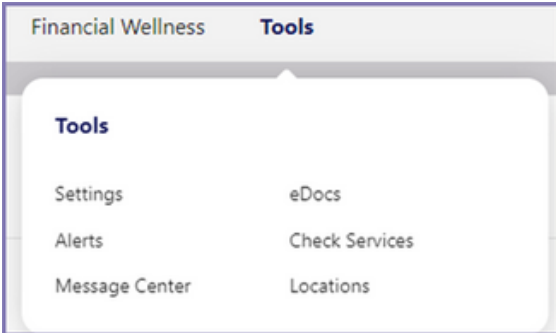 Financial Wellness Tools
Tools
Settings eDocs
Alerts Check Services
Message Center Locations